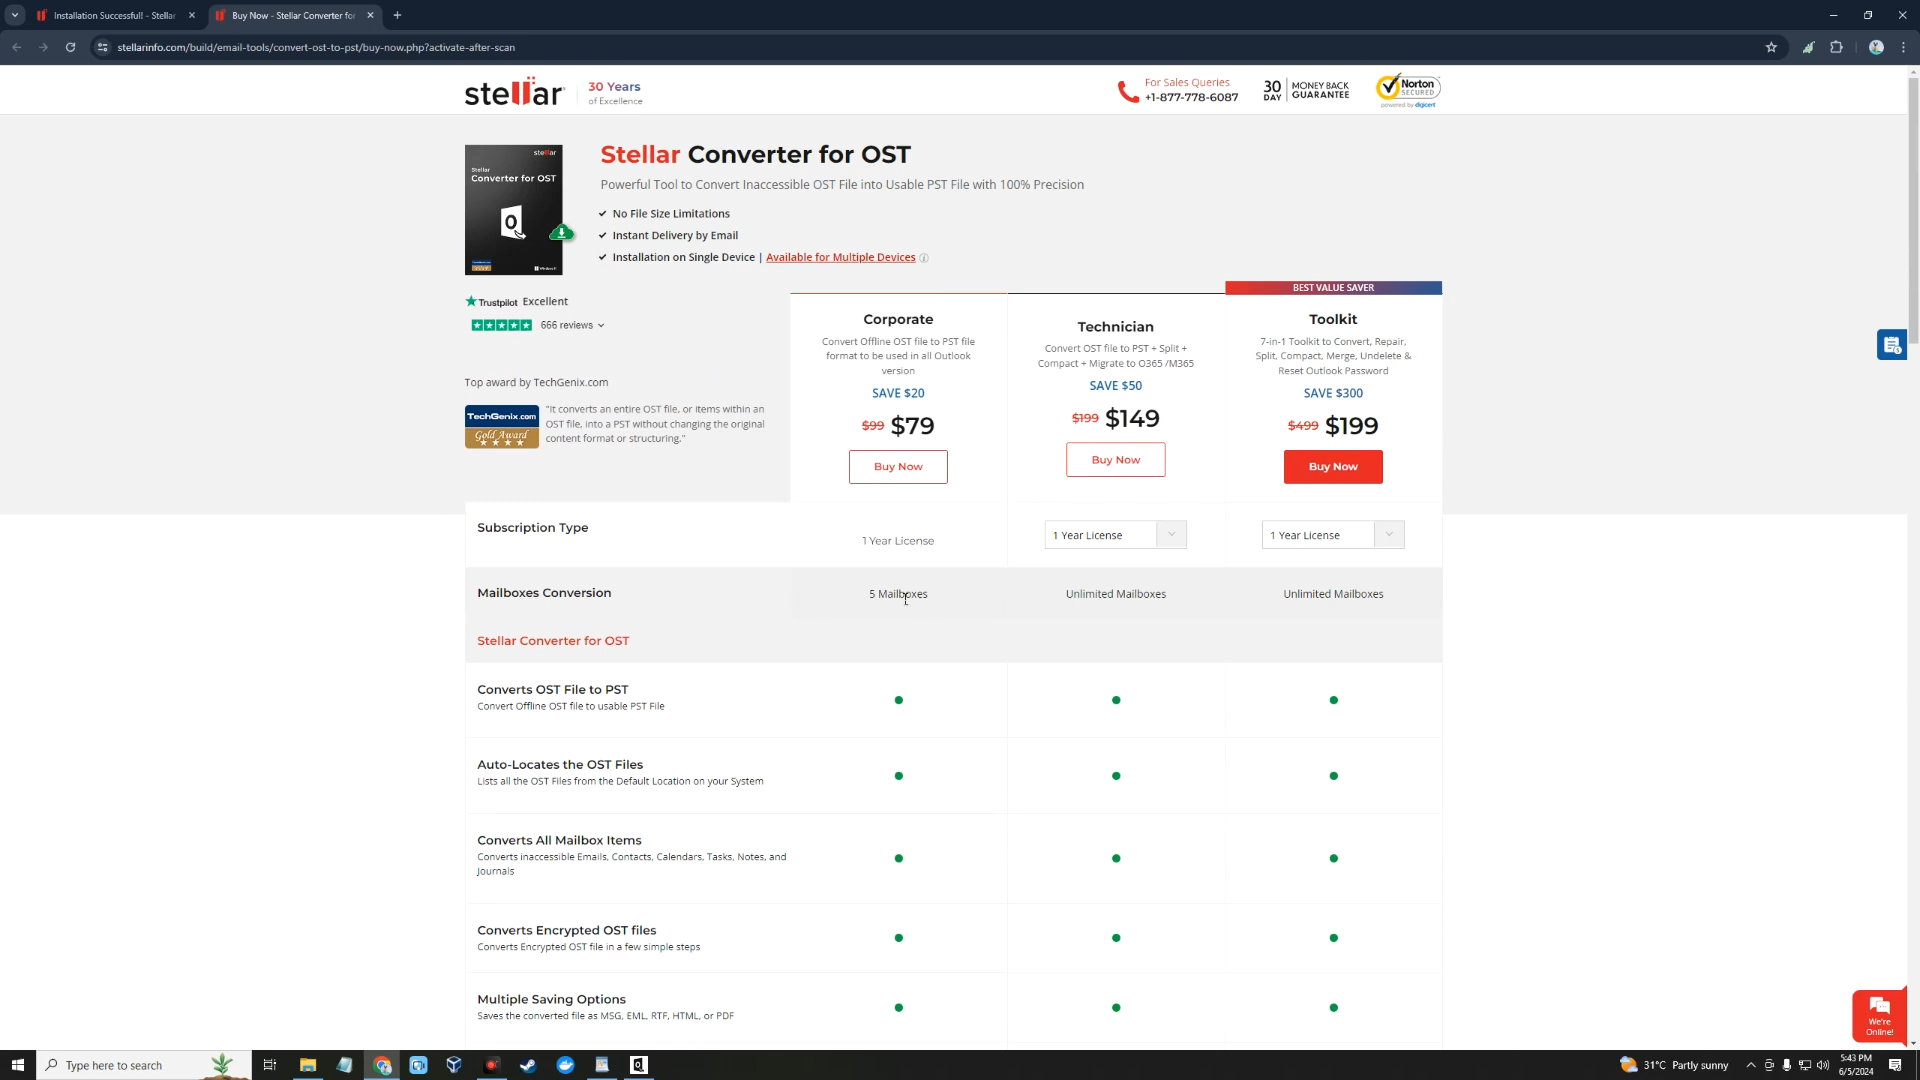 Installation Successfull - Stellar
Buy Now - Stellar Converter for
stellarinfo.com/build/email-tools/convert-ost-to-pst/buy-now.php?activate-after-scan
stellar
30 Years
of Excellence
For Sales Queries
+1-877-778-6087
30
DAY
MONEY BACK
GUARANTEE
Norton
SECURED
powered by digicert
stellar
Stellar
Converter for OST
Stellar Converter for OST
Powerful Tool to Convert Inaccessible OST File into Usable PST File with 100% Precision
No File Size Limitations
Instant Delivery by Email
Installation on Single Device | Available for Multiple Devices
Trustpilot Excellent
666 reviews
Top award by TechGenix.com
TechGenix.com
Gold Award
"It converts an entire OST file, or items within an
OST file, into a PST without changing the original
content format or structuring."
Corporate
Convert Offline OST file to PST file
format to be used in all Outlook
version
SAVE $20
$99 $79
Buy Now
Technician
Convert OST file to PST + Split +
Compact + Migrate to O365 /M365
SAVE $50
$199 $149
Buy Now
BEST VALUE SAVER
Toolkit
7-in-1 Toolkit to Convert, Repair,
Split, Compact, Merge, Undelete &
Reset Outlook Password
SAVE $300
$499 $199
Buy Now
Subscription Type
1 Year License
1 Year License
1 Year License
Mailboxes Conversion
5 Mailboxes
Unlimited Mailboxes
Unlimited Mailboxes
Stellar Converter for OST
Converts OST File to PST
Convert Offline OST file to usable PST File
Auto-Locates the OST Files
Lists all the OST Files from the Default Location on your System
Converts All Mailbox Items
Converts inaccessible Emails, Contacts, Calendars, Tasks, Notes, and
Journals
Converts Encrypted OST files
Converts Encrypted OST file in a few simple steps
Multiple Saving Options
Saves the converted file as MSG, EML, RTF, HTML, or PDF
We're
Online!
Type here to search
31°C Partly sunny
5:43 PM
6/5/2024